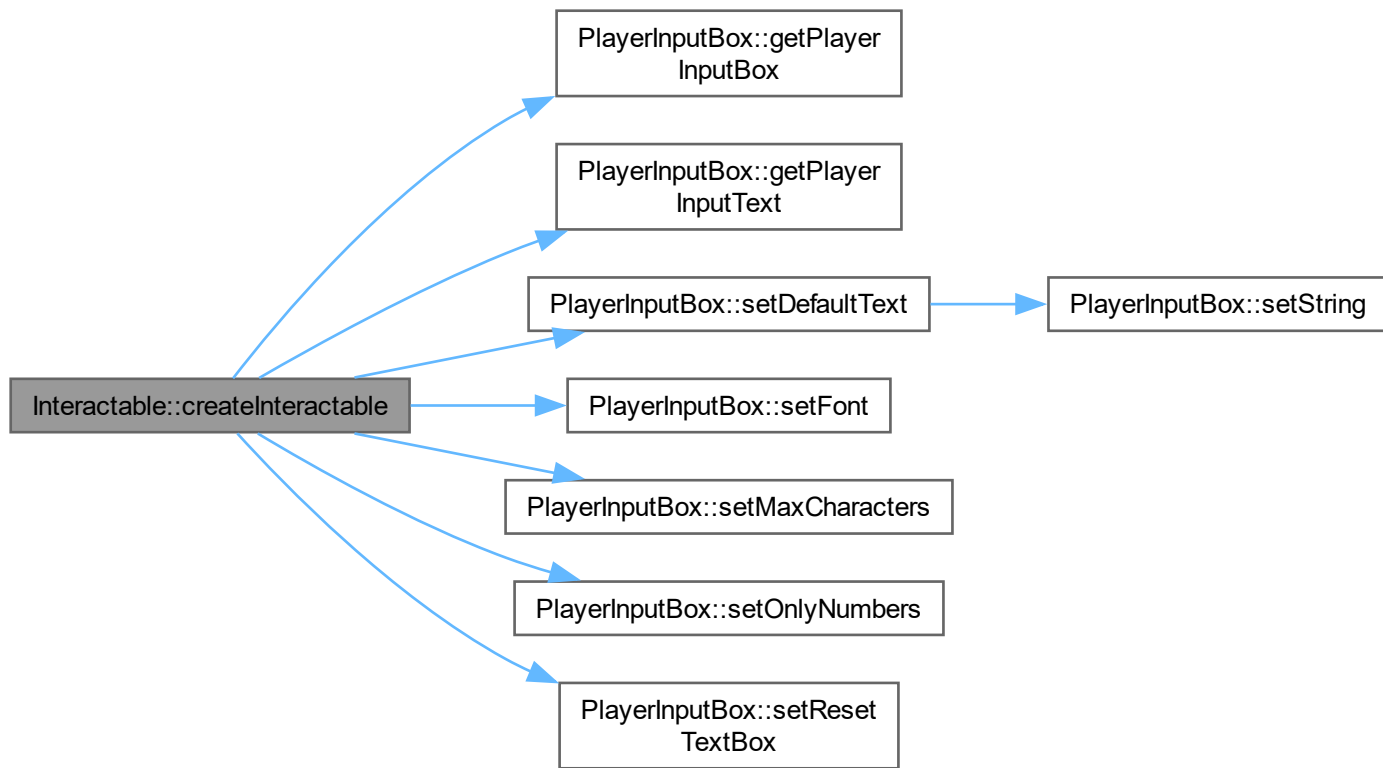 PlayerInputBox::getPlayer
InputBox
PlayerInputBox::getPlayer
InputText
PlayerInputBox::setDefaultText
PlayerInputBox::setString
Interactable::createInteractable
PlayerInputBox::setFont
PlayerInputBox::setMaxCharacters
PlayerInputBox::setOnlyNumbers
PlayerInputBox::setReset
TextBox